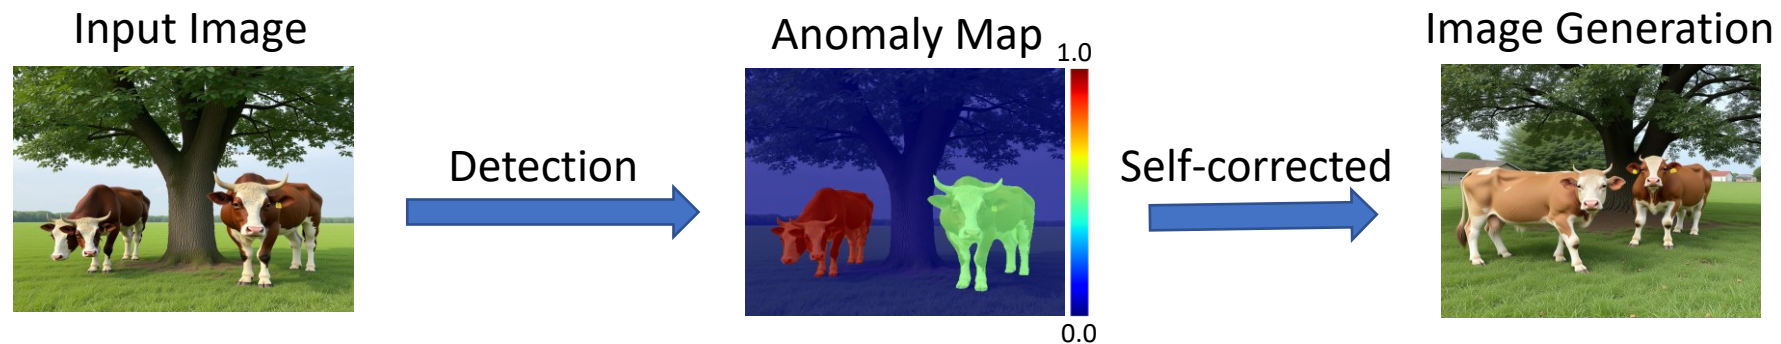 Input Image
Detection
Anomaly Map
1.0
0.0
Self-corrected
Image Generation